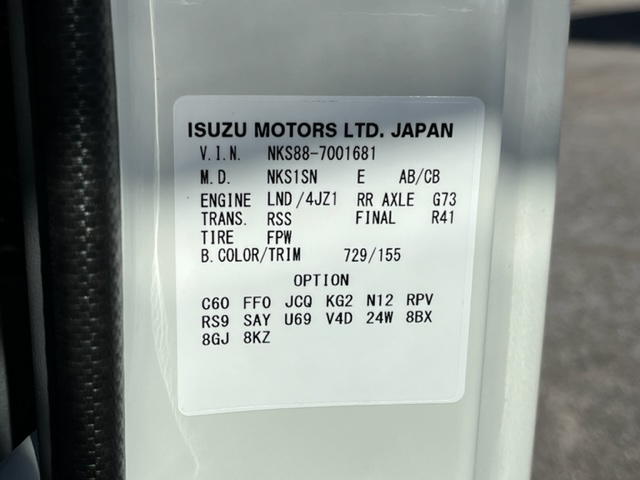 ISUZU MOTORS LTD. JAPAN
V.I.N. NKS88-7001681
M.D. NKS1SN E AB/CB
ENGINE LND/4JZ1 RR AXLE G73
TRANS. RSS FINAL R41
TIRE FPW
B.COLOR/TRIM 729/155
OPTION
C60 FF0 JCQ KG2 N12 RPV
RS9 SAY U69 V4D 24W 8BX
8GJ 8KZ